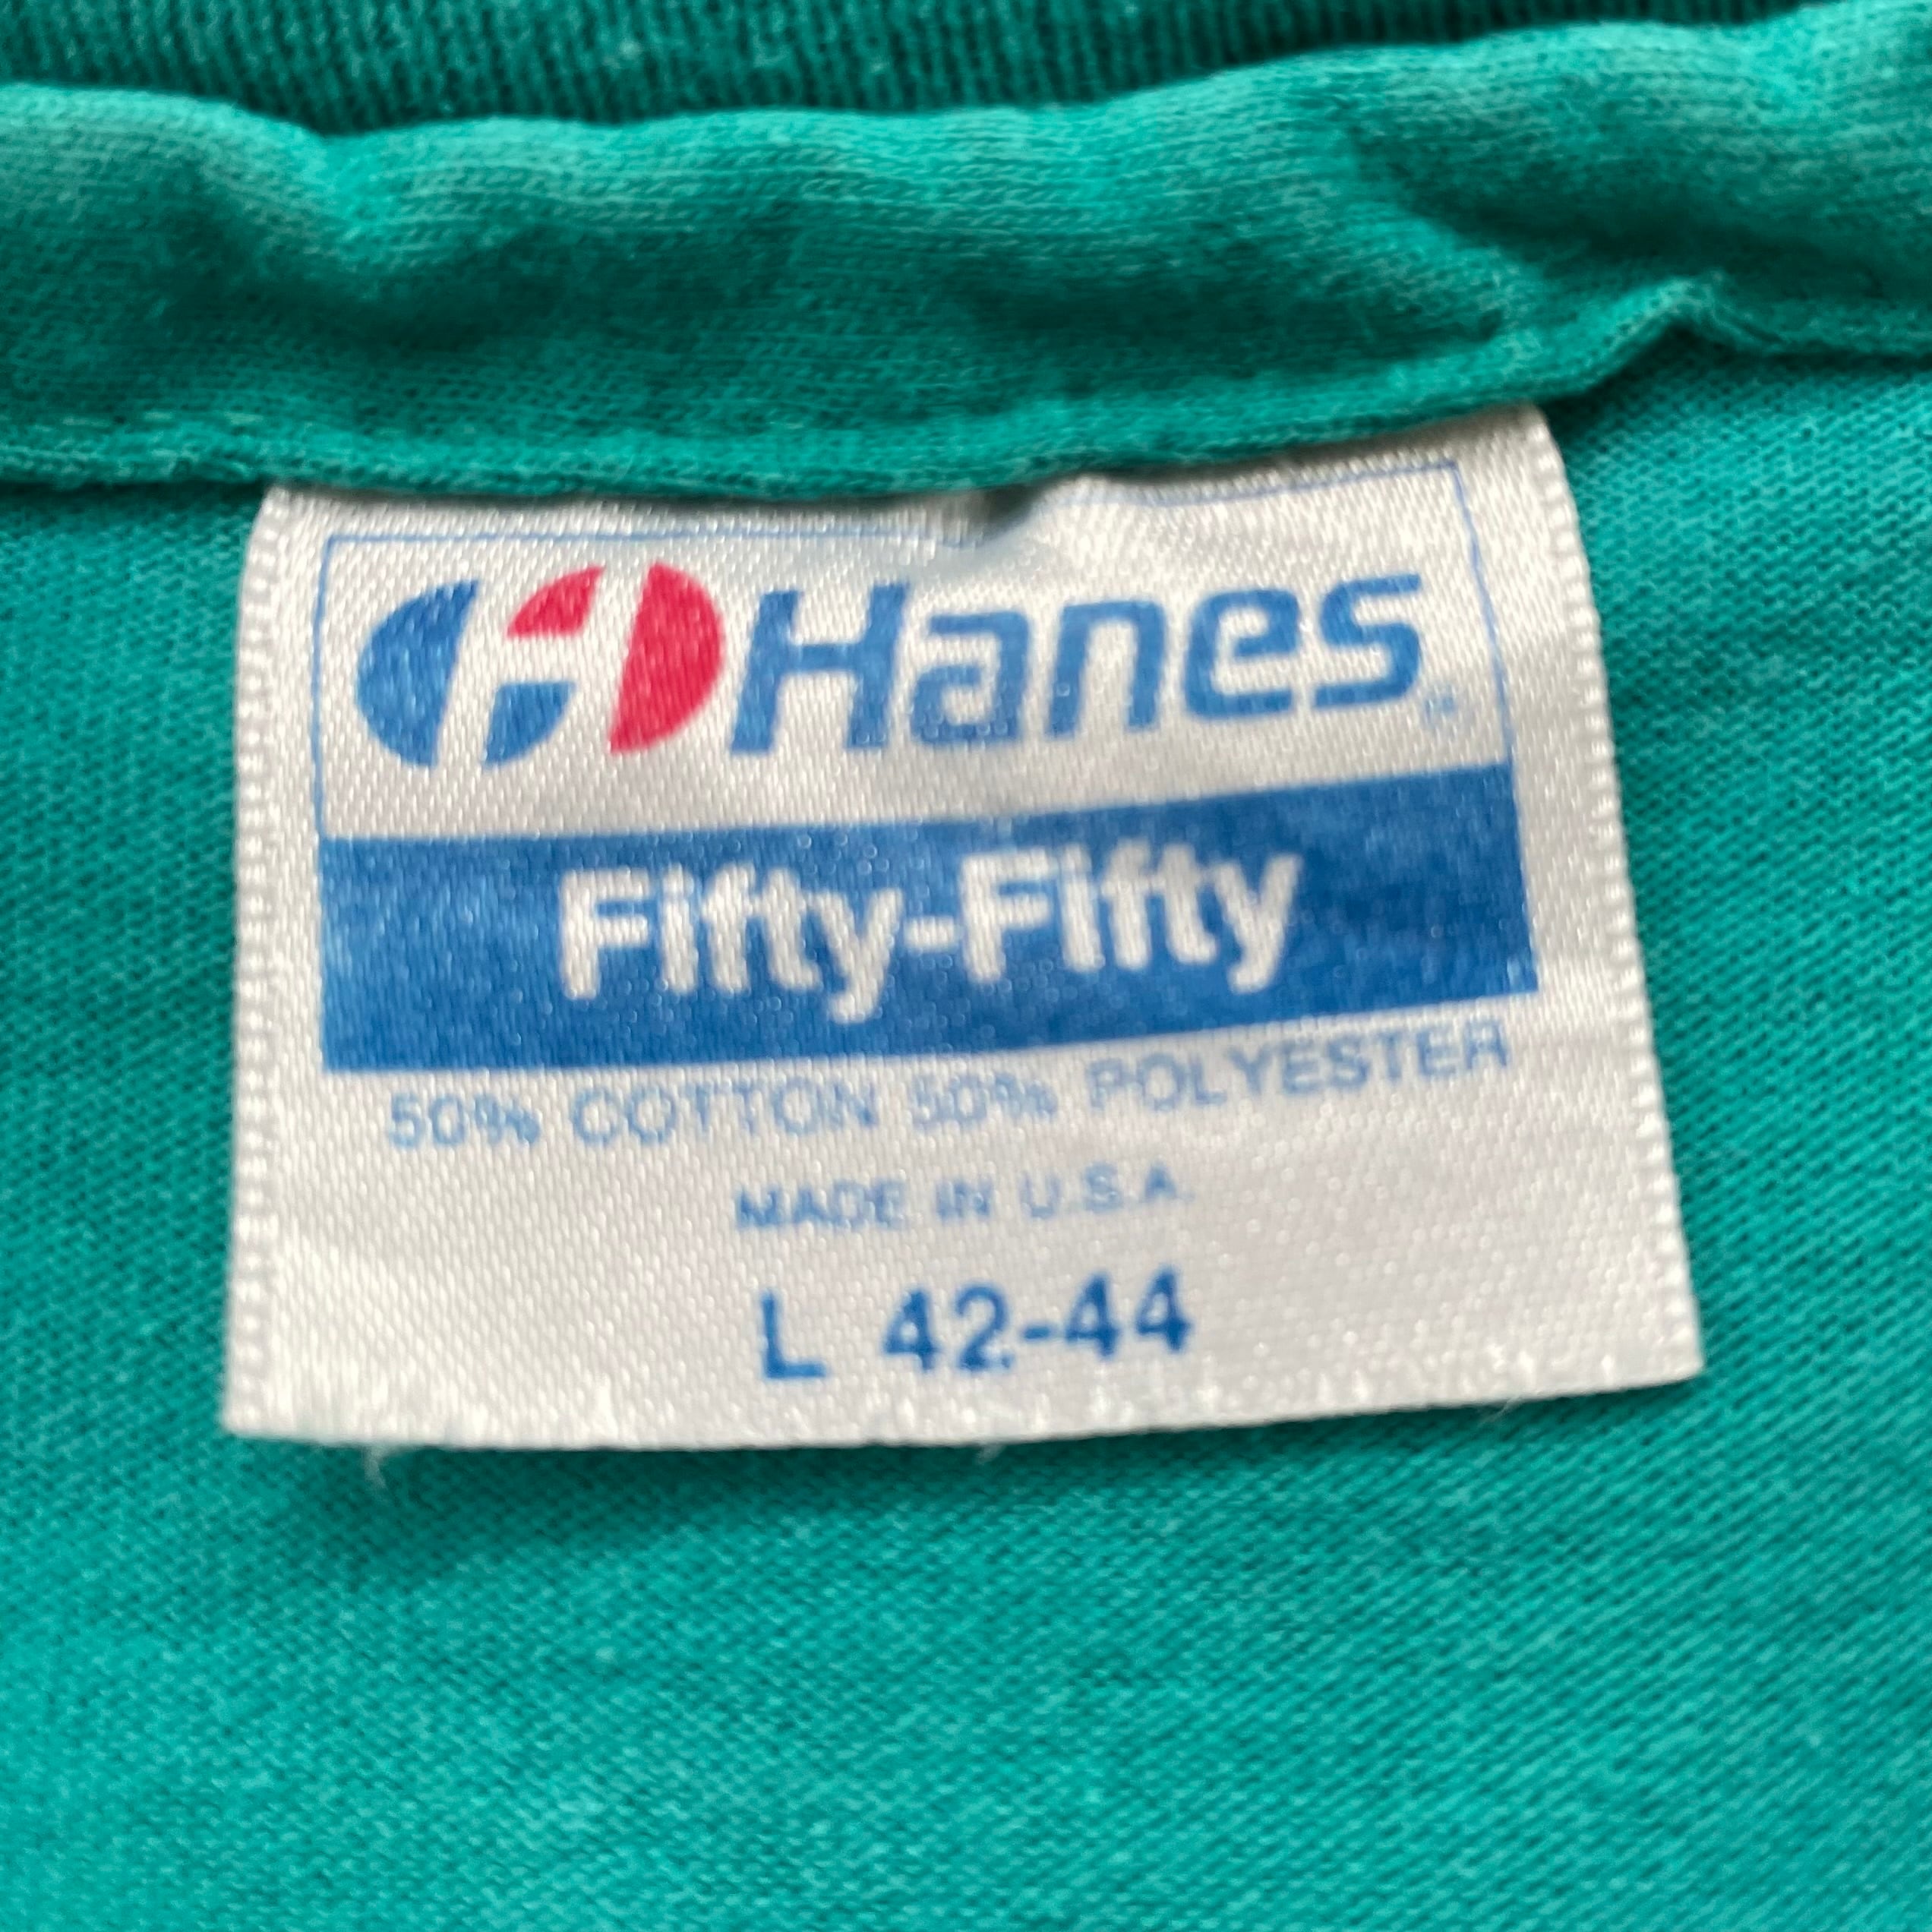 Hanes®
Fifty-Fifty
50% COTTON 50% POLYESTER
MADE IN U.S.A.
L 42-44